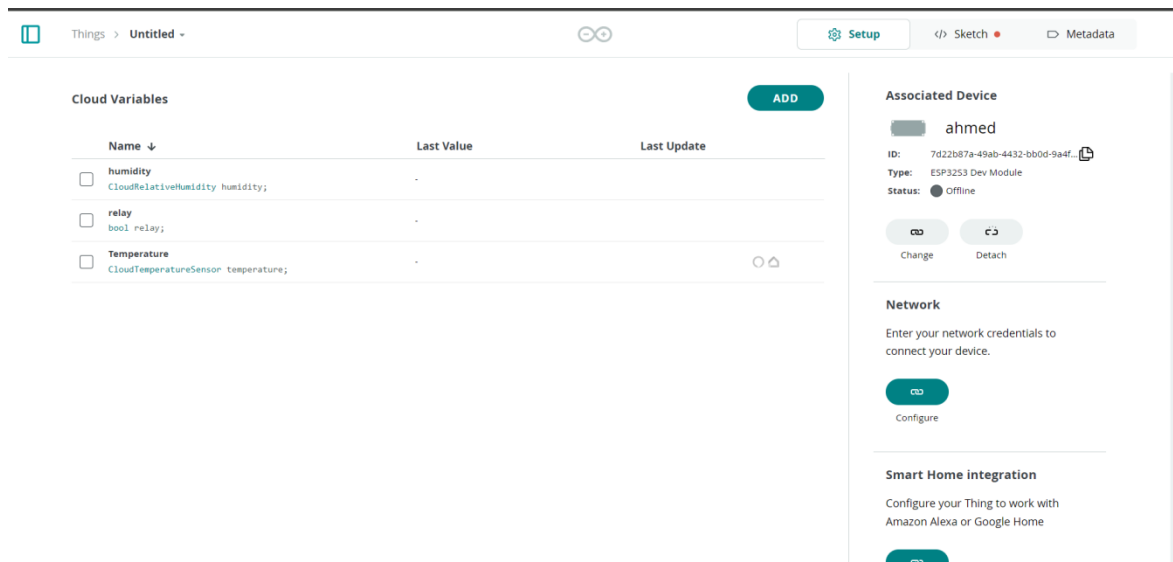 Things > Untitled
Setup
</> Sketch
Metadata
Cloud Variables
ADD
Name ↓ Last Value Last Update
humidity
CloudRelativeHumidity humidity; -
relay
bool relay; -
Temperature
CloudTemperatureSensor temperature; -
Associated Device
ahmed
ID: 7d22b87a-49ab-4432-bb0d-9a4f...
Type: ESP32S3 Dev Module
Status: Offline
Change Detach
Network
Enter your network credentials to
connect your device.
Configure
Smart Home integration
Configure your Thing to work with
Amazon Alexa or Google Home